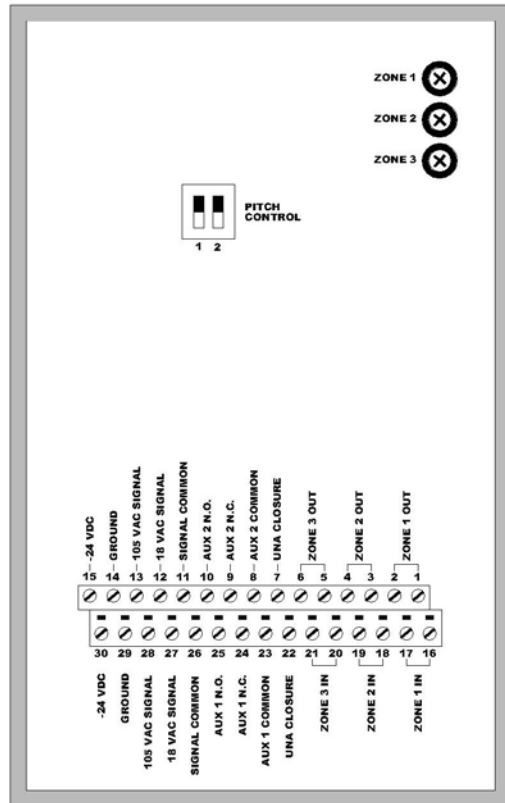 ZONE 1
ZONE 2
ZONE 3
PITCH
CONTROL
1 2
-24 VDC
GROUND
105 VAC SIGNAL
18 VAC SIGNAL
SIGNAL COMMON
AUX 2 N.O.
AUX 2 N.C.
AUX 2 COMMON
UNA CLOSURE
ZONE 3 OUT
ZONE 2 OUT
ZONE 1 OUT
15 14 13 12 11 10 9 8 7 6 5 4 3 2 1
30 29 28 27 26 25 24 23 22 21 20 19 18 17 16
-24 VDC
GROUND
105 VAC SIGNAL
18 VAC SIGNAL
SIGNAL COMMON
AUX 1 N.O.
AUX 1 N.C.
AUX 1 COMMON
UNA CLOSURE
ZONE 3 IN
ZONE 2 IN
ZONE 1 IN